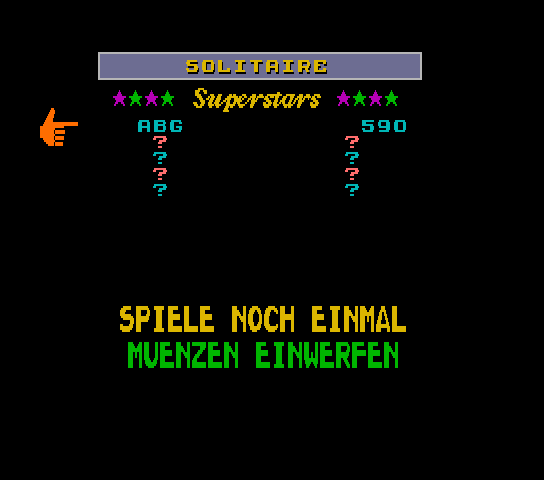 SOLITAIRE
Superstars
ABG 590
? ?
? ?
? ?
? ?
SPIELE NOCH EINMAL
MUENZEN EINWERFEN